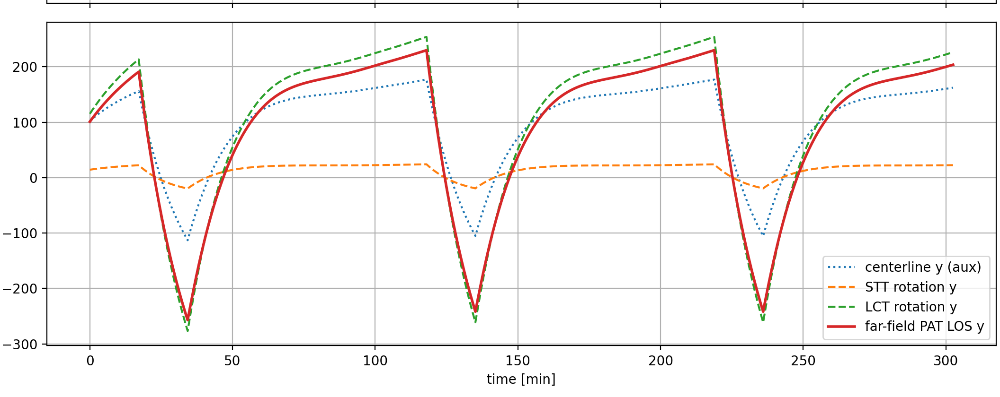 200
100
0
−100
−200
−300
0 50 100 150 200 250 300
time [min]
centerline y (aux)
STT rotation y
LCT rotation y
far-field PAT LOS y